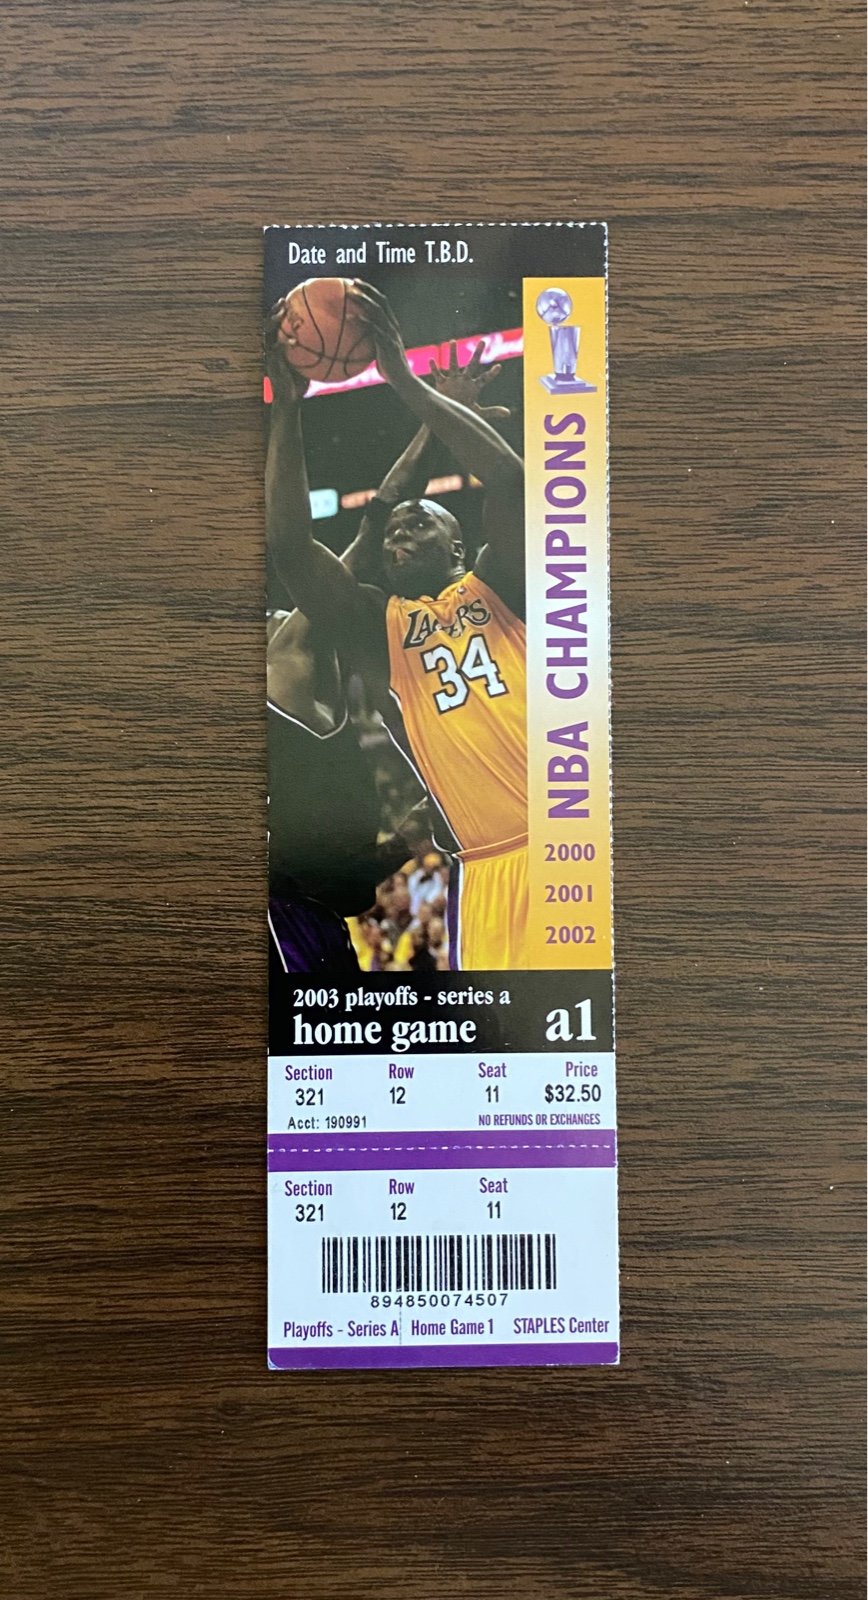 Date and Time T.B.D.
LAKERS
34
NBA CHAMPIONS
2000
2001
2002
2003 playoffs - series a
home game a1
Section Row Seat Price
321 12 11 $32.50
Acct: 190991 NO REFUNDS OR EXCHANGES
Section Row Seat
321 12 11
894850074507
Playoffs - Series A Home Game 1 STAPLES Center